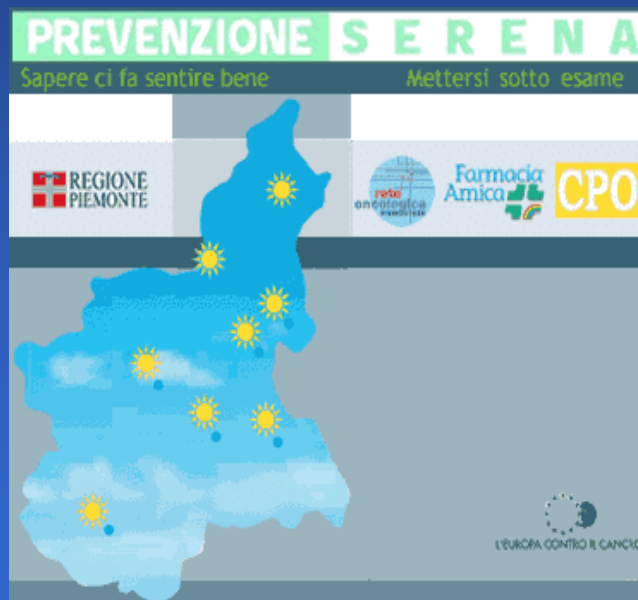 PREVENZIONE SERENA
Sapere ci fa sentire bene
Mettersi sotto esame
REGIONE
PIEMONTE
rete
oncologica
Farmacia
Amica
CPO
L'EUROPA CONTRO IL CANCRO